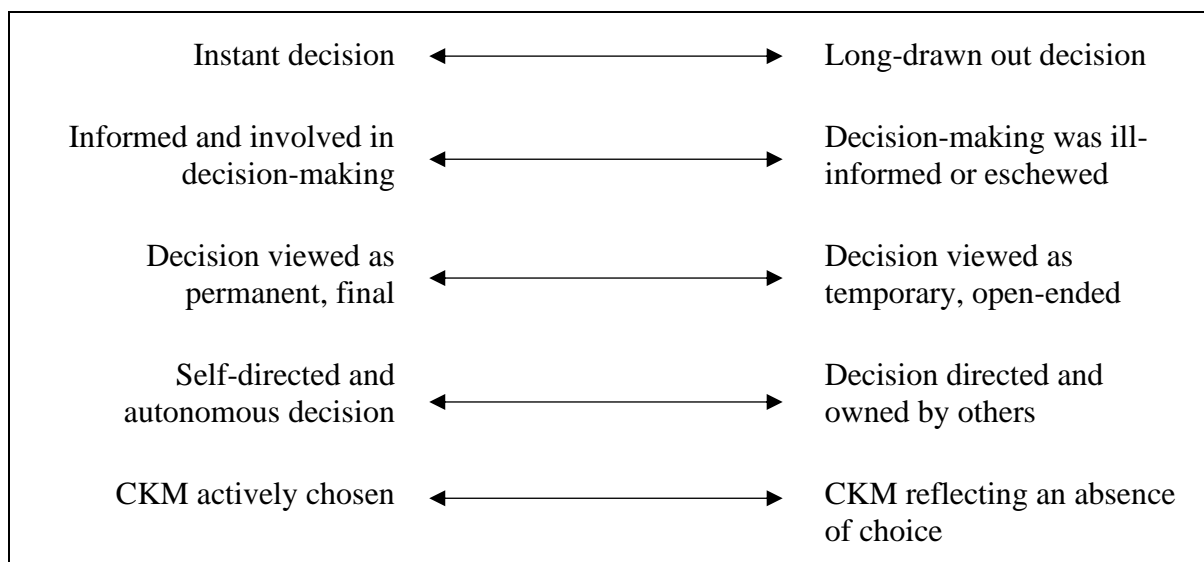 Instant decision
Long-drawn out decision
Informed and involved in
decision-making
Decision-making was ill-
informed or eschewed
Decision viewed as
permanent, final
Decision viewed as
temporary, open-ended
Self-directed and
autonomous decision
Decision directed and
owned by others
CKM actively chosen
CKM reflecting an absence
of choice